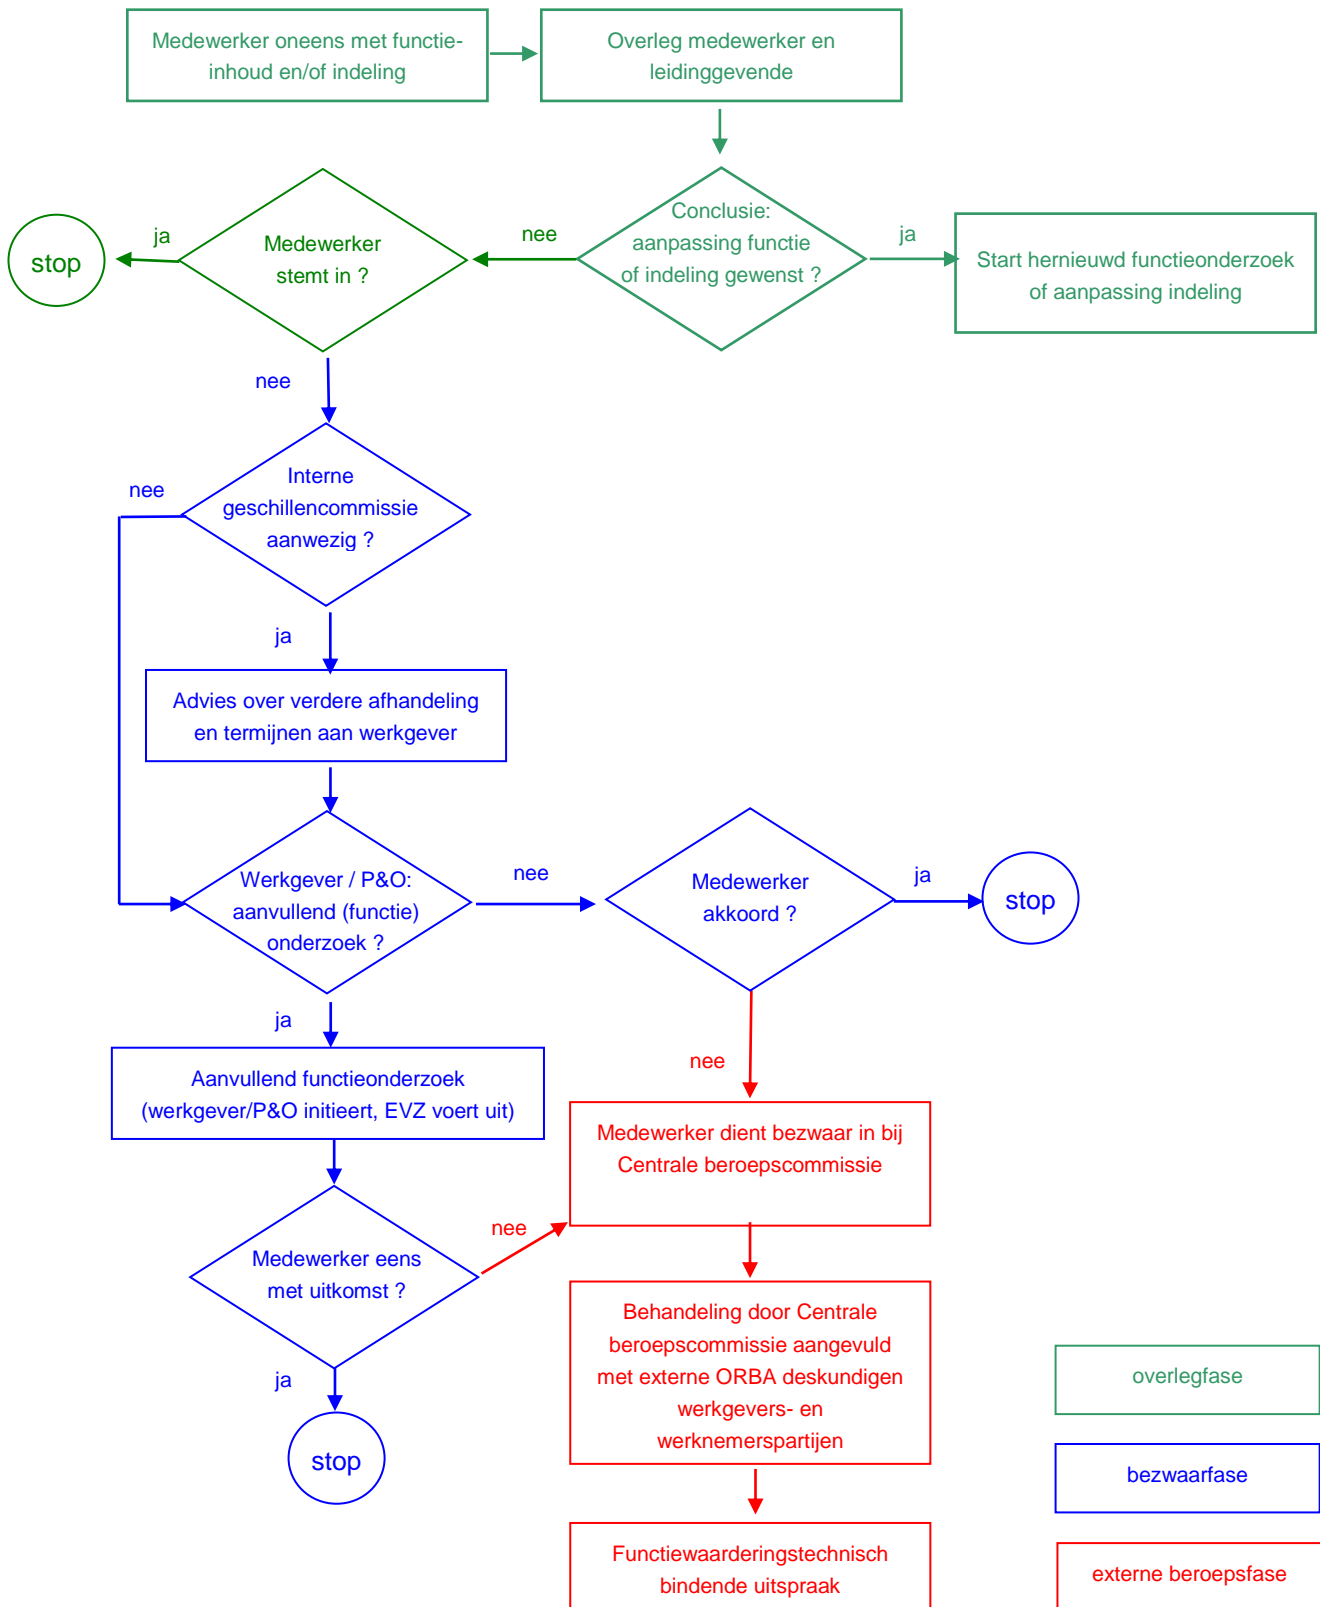 Medewerker oneens met functie-
inhoud en/of indeling
Overleg medewerker en
leidinggevende
Conclusie:
aanpassing functie
of indeling gewenst ?
ja
Start hernieuwd functieonderzoek
of aanpassing indeling
nee
Medewerker
stemt in ?
ja
stop
nee
Interne
geschillencommissie
aanwezig ?
nee
ja
Advies over verdere afhandeling
en termijnen aan werkgever
Werkgever / P&O:
aanvullend (functie)
onderzoek ?
nee
Medewerker
akkoord ?
ja
stop
ja
Aanvullend functieonderzoek
(werkgever/P&O initieert, EVZ voert uit)
nee
Medewerker dient bezwaar in bij
Centrale beroepscommissie
Medewerker eens
met uitkomst ?
nee
ja
stop
Behandeling door Centrale
beroepscommissie aangevuld
met externe ORBA deskundigen
werkgevers- en
werknemerspartijen
Functiewaarderingstechnisch
bindende uitspraak
overlegfase
bezwaarfase
externe beroepsfase